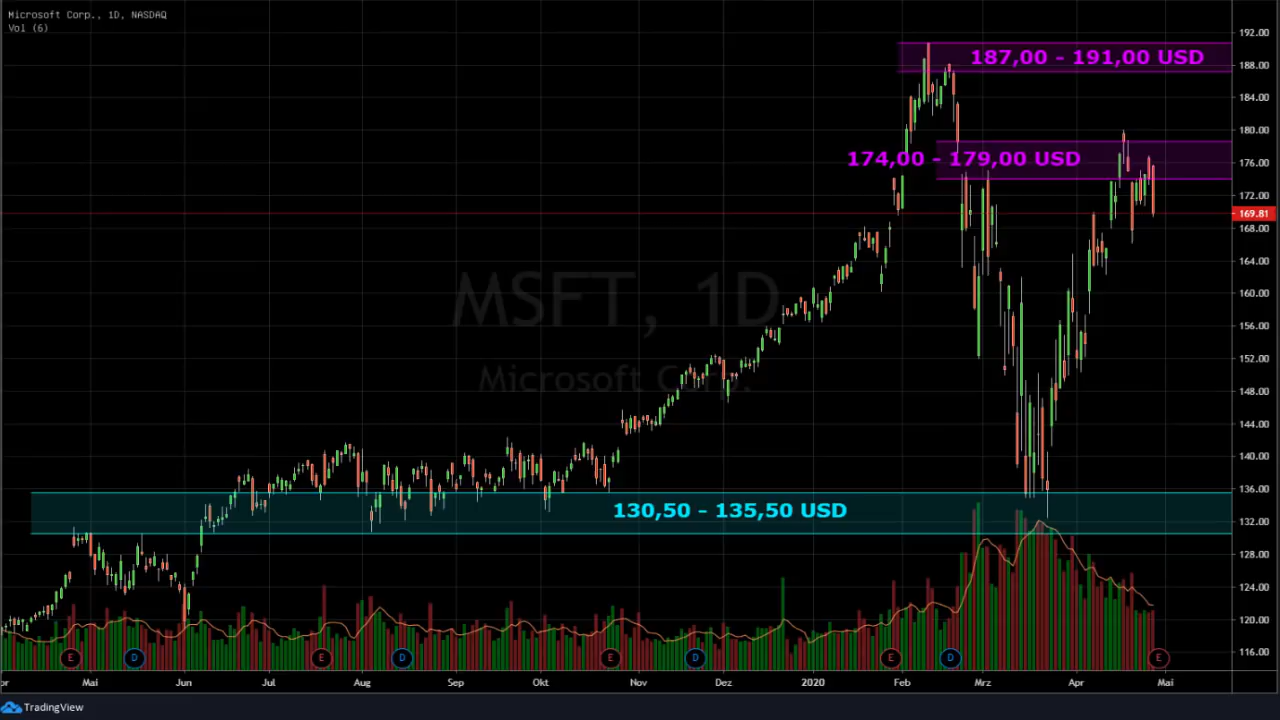 Microsoft Corp., 1D, NASDAQ
Vol (6)
192.00
187,00 - 191,00 USD
188.00
184.00
180.00
174,00 - 179,00 USD
176.00
172.00
169.81
168.00
164.00
MSFT, 1D
160.00
156.00
152.00
Microsoft Corp.
148.00
144.00
140.00
136.00
130,50 - 135,50 USD
132.00
128.00
124.00
120.00
116.00
E D E D E D E D E
or Mai Jun Jul Aug Sep Okt Nov Dez 2020 Feb Mrz Apr Mai
TradingView